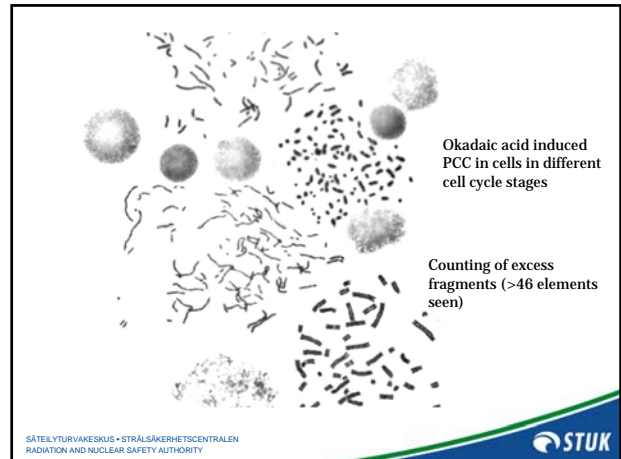 Okadaic acid induced
PCC in cells in different
cell cycle stages
Counting of excess
fragments (>46 elements
seen)
SÄTEILYTURVAKESKUS • STRÅLSÄKERHETSCENTRALEN
RADIATION AND NUCLEAR SAFETY AUTHORITY
STUK